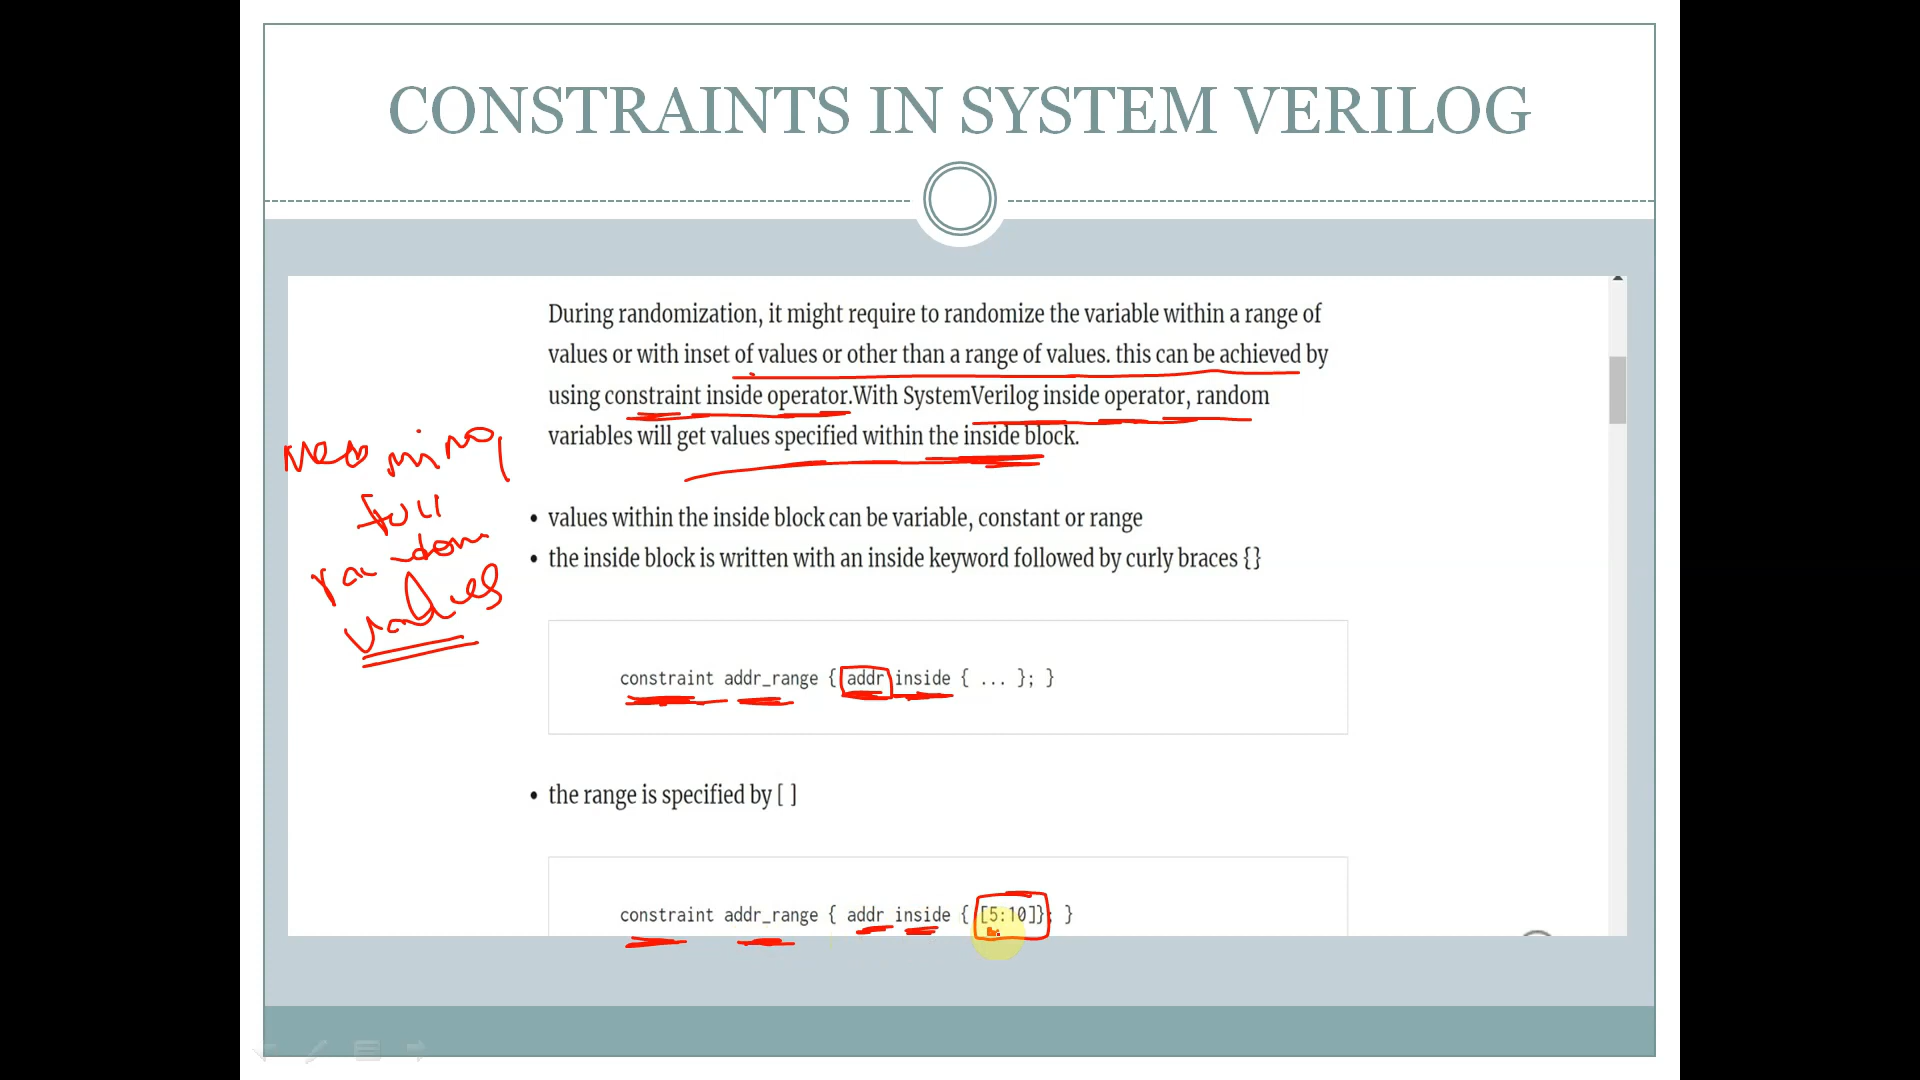 CONSTRAINTS IN SYSTEM VERILOG
During randomization, it might require to randomize the variable within a range of
values or with inset of values or other than a range of values. this can be achieved by
using constraint inside operator.With SystemVerilog inside operator, random
variables will get values specified within the inside block.
Meaning
full
random
values
• values within the inside block can be variable, constant or range
• the inside block is written with an inside keyword followed by curly braces {}
constraint addr_range { addr inside { ... }; }
• the range is specified by [ ]
constraint addr_range { addr inside { [5:10]}; }